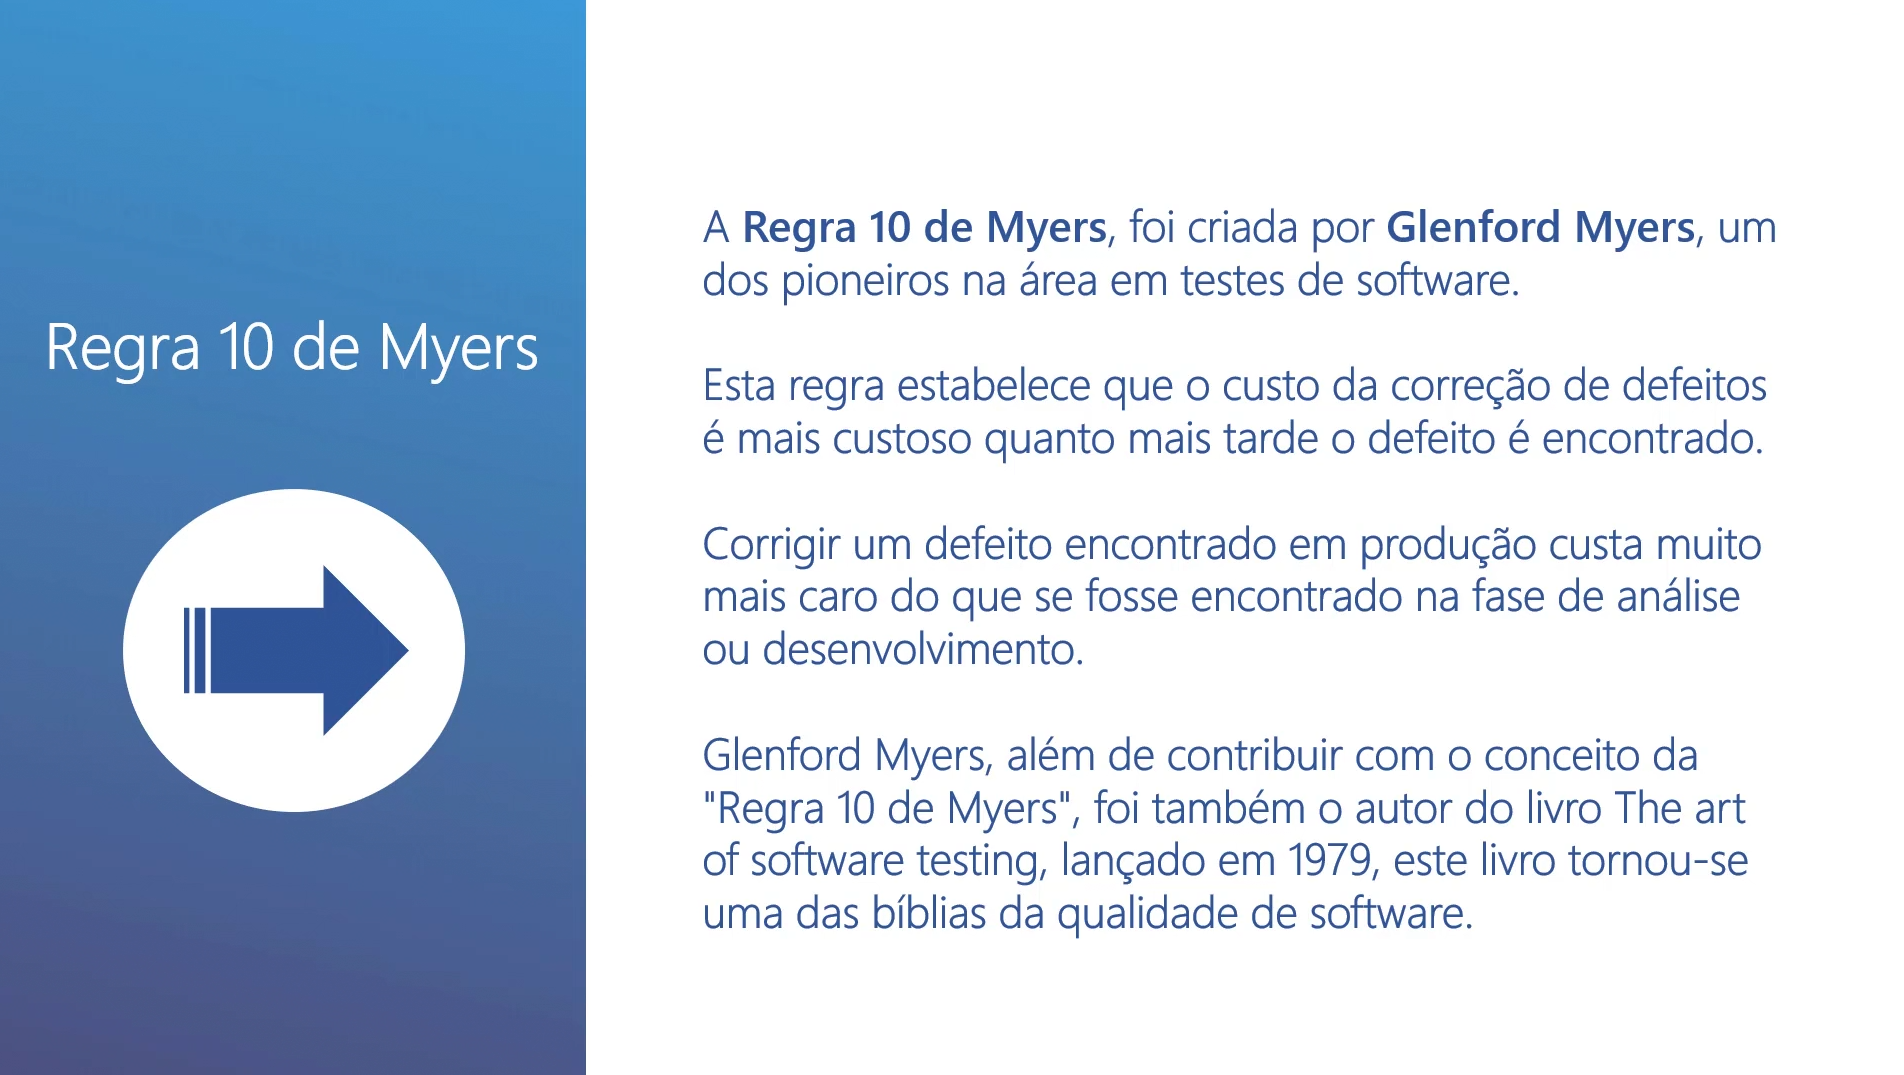 Regra 10 de Myers
A Regra 10 de Myers, foi criada por Glenford Myers, um
dos pioneiros na área em testes de software.
Esta regra estabelece que o custo da correção de defeitos
é mais custoso quanto mais tarde o defeito é encontrado.
Corrigir um defeito encontrado em produção custa muito
mais caro do que se fosse encontrado na fase de análise
ou desenvolvimento.
Glenford Myers, além de contribuir com o conceito da
"Regra 10 de Myers", foi também o autor do livro The art
of software testing, lançado em 1979, este livro tornou-se
uma das bíblias da qualidade de software.